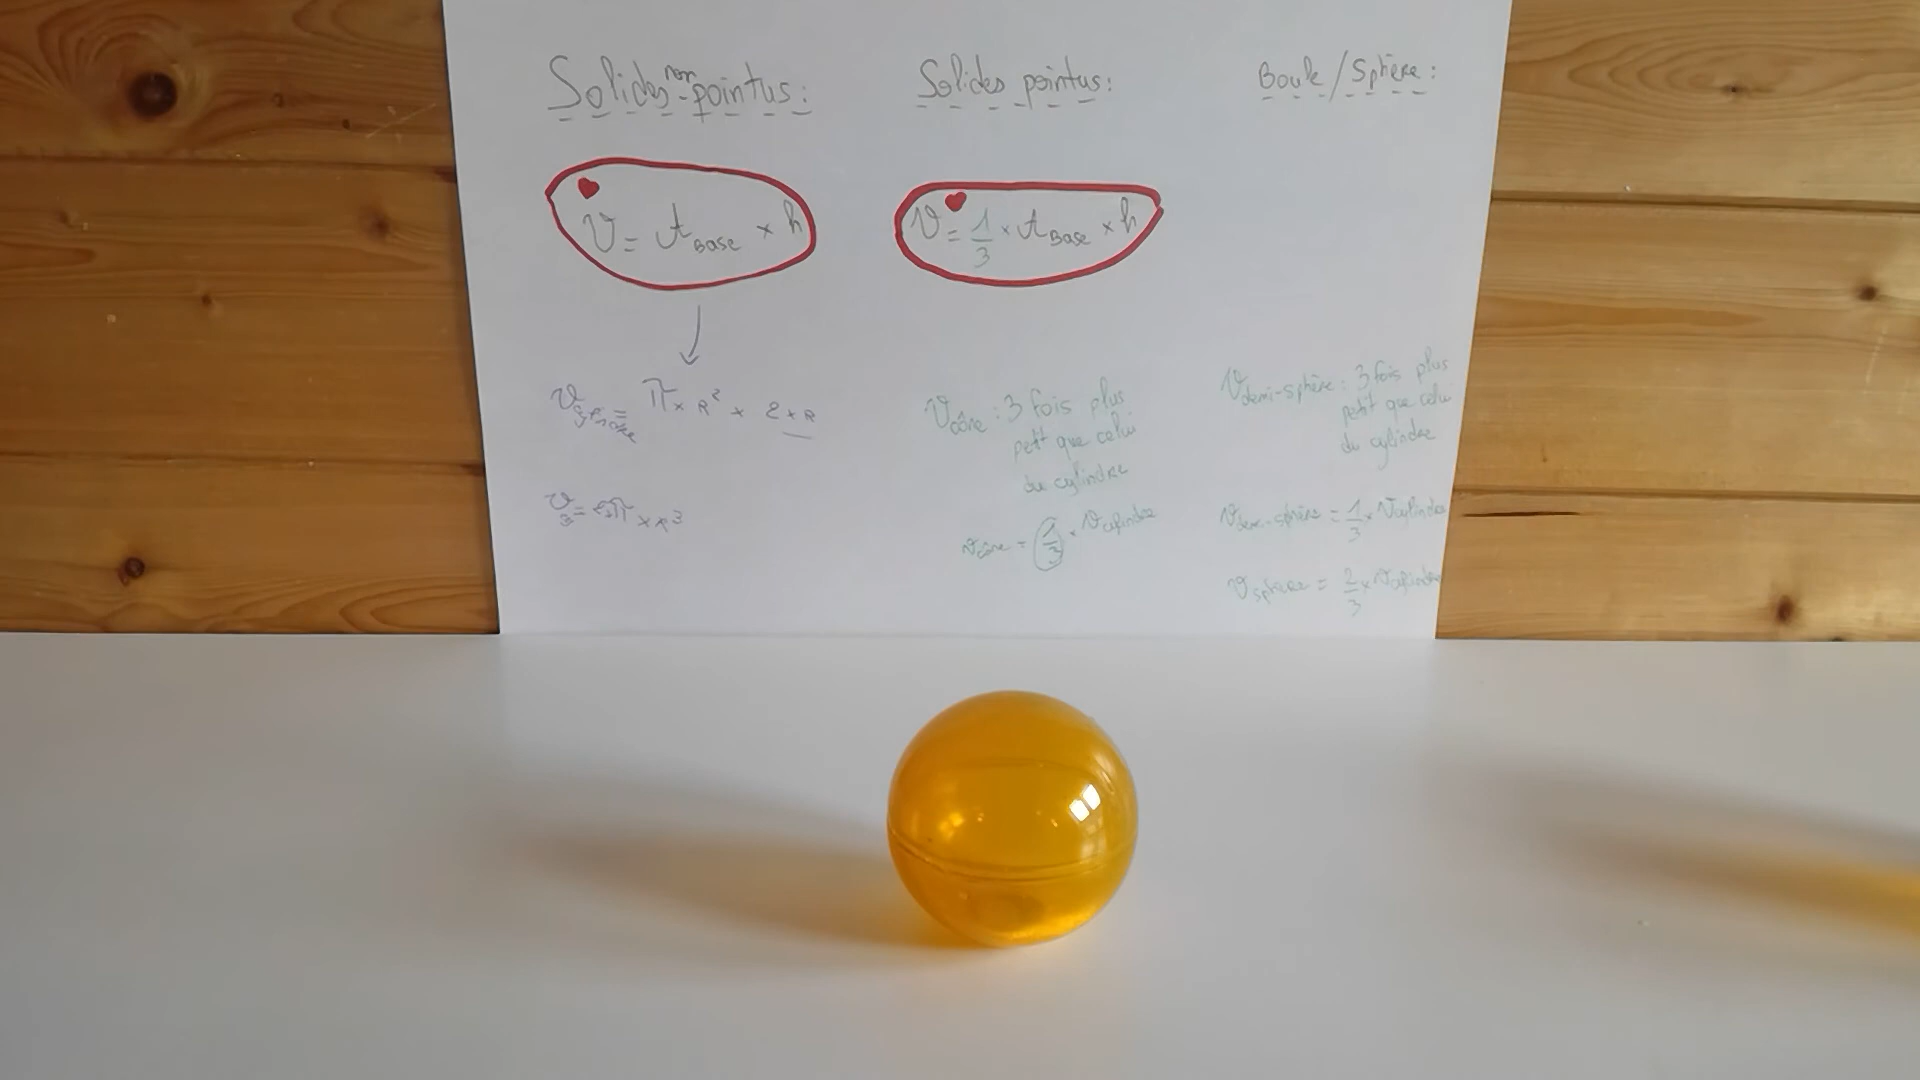 Solides non-pointus:
V = A Base × h
V cylindre = π × R² × 2 × R
V = 2 × π × R³
Solides pointus:
V = 1/3 × A Base × h
V cône : 3 fois plus
petit que celui
du cylindre
V cône = 1/3 × V cylindre
Boule / Sphère :
V demi-sphère : 3 fois plus
petit que celui
du cylindre
V demi-sphère = 1/3 × V cylindre
V sphère = 2/3 × V cylindre